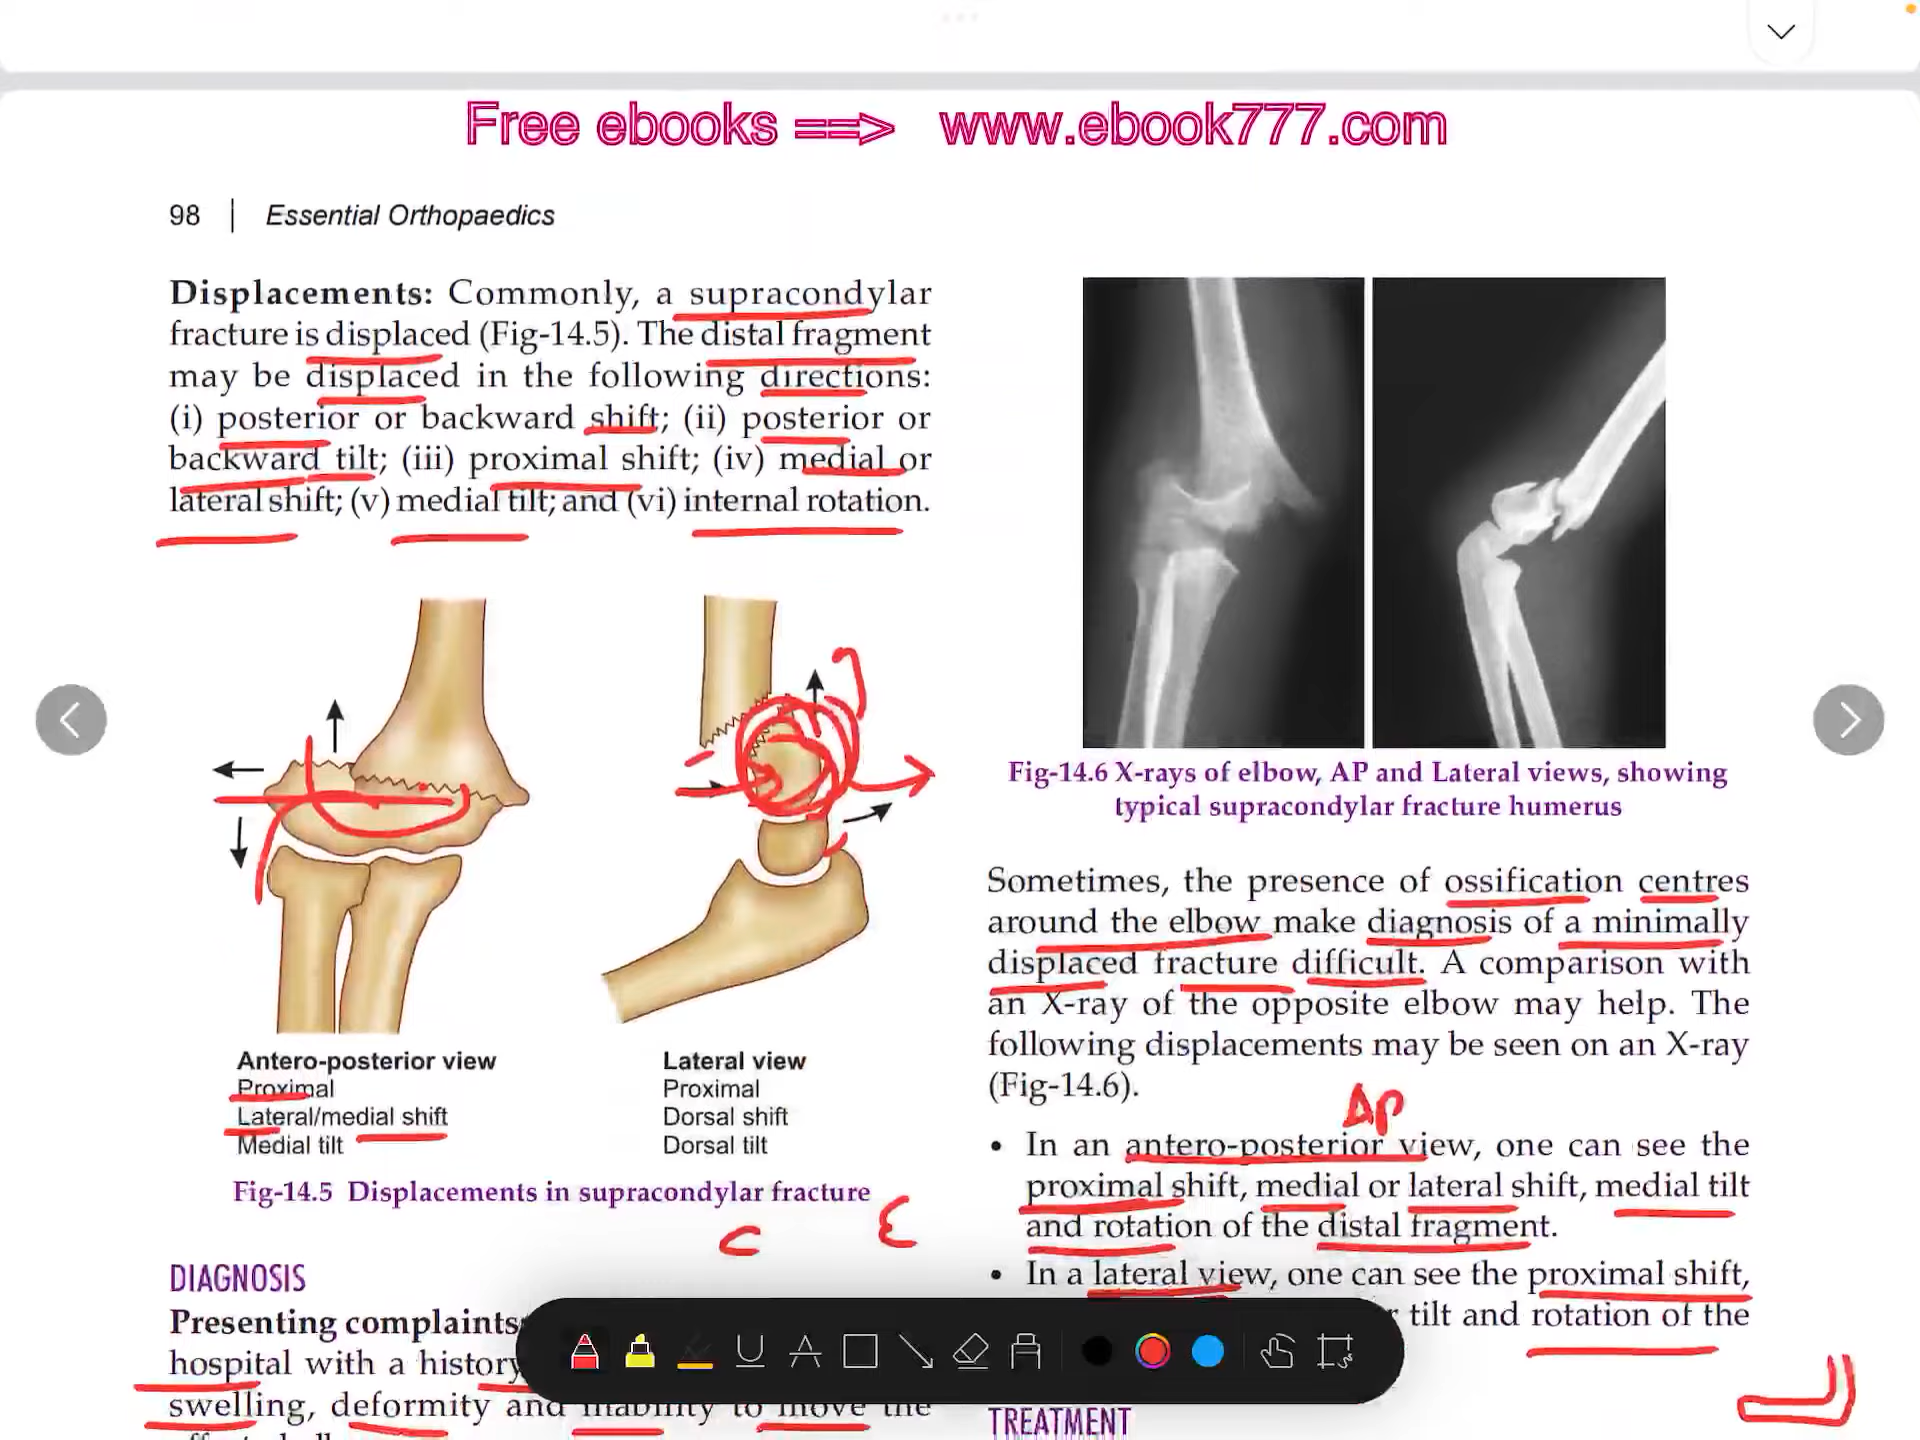 Free ebooks ==> www.ebook777.com
98 | Essential Orthopaedics
Displacements: Commonly, a supracondylar
fracture is displaced (Fig-14.5). The distal fragment
may be displaced in the following directions:
(i) posterior or backward shift; (ii) posterior or
backward tilt; (iii) proximal shift; (iv) medial or
lateral shift; (v) medial tilt; and (vi) internal rotation.
Antero-posterior view
Proximal
Lateral/medial shift
Medial tilt
Lateral view
Proximal
Dorsal shift
Dorsal tilt
Fig-14.5 Displacements in supracondylar fracture
DIAGNOSIS
Presenting complaints
hospital with a history
swelling, deformity and inability to move the
Fig-14.6 X-rays of elbow, AP and Lateral views, showing
typical supracondylar fracture humerus
Sometimes, the presence of ossification centres
around the elbow make diagnosis of a minimally
displaced fracture difficult. A comparison with
an X-ray of the opposite elbow may help. The
following displacements may be seen on an X-ray
(Fig-14.6).
AP
• In an antero-posterior view, one can see the
proximal shift, medial or lateral shift, medial tilt
and rotation of the distal fragment.
• In a lateral view, one can see the proximal shift,
tilt and rotation of the
TREATMENT